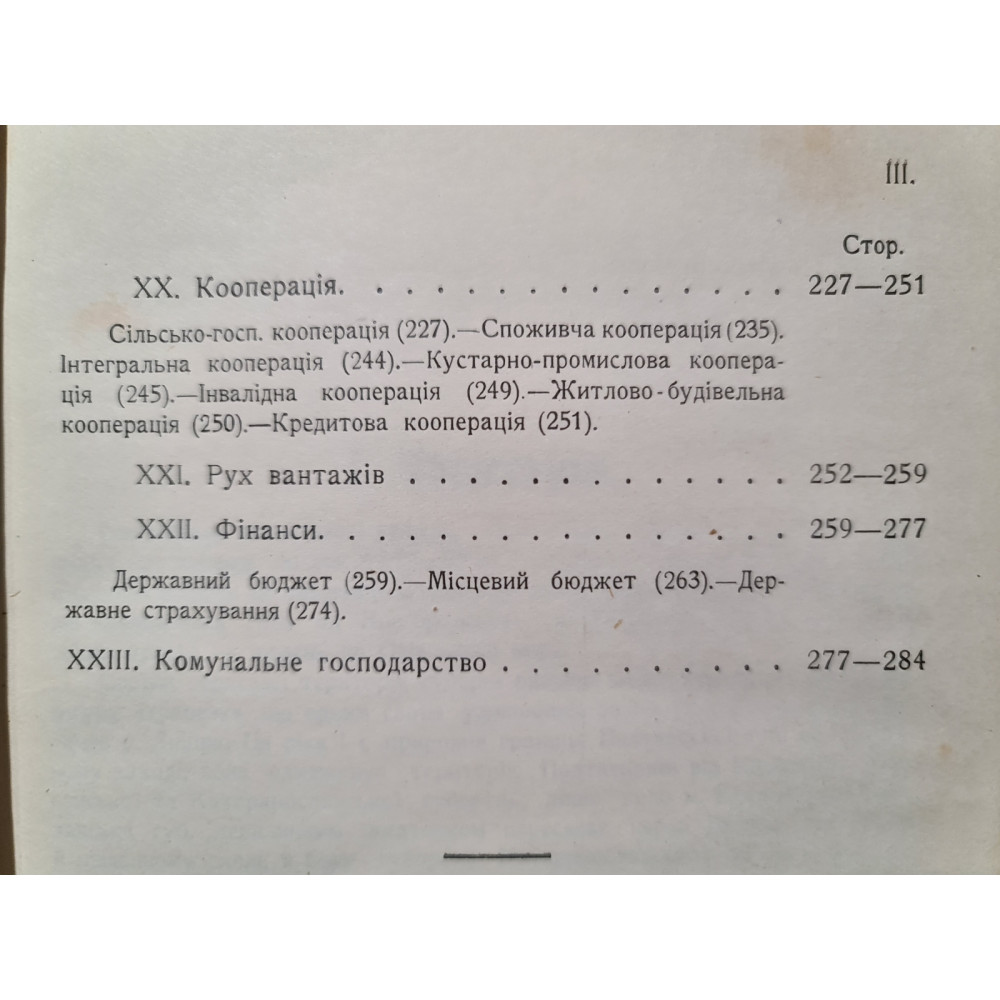 III.
Стор.
XX. Кооперація. . . . . . . . . . . . . . . 227—251
Сільсько-госп. кооперація (227).—Споживча кооперація (235).
Інтегральна кооперація (244).—Кустарно-промислова коопера-
ція (245).—Інвалідна кооперація (249).—Житлово-будівельна
кооперація (250).—Кредитова кооперація (251).
XXI. Рух вантажів . . . . . . . . . . . . . 252—259
XXII. Фінанси. . . . . . . . . . . . . . . . 259—277
Державний бюджет (259).—Місцевий бюджет (263).—Дер-
жавне страхування (274).
XXIII. Комунальне господарство . . . . . . . . . . 277—284